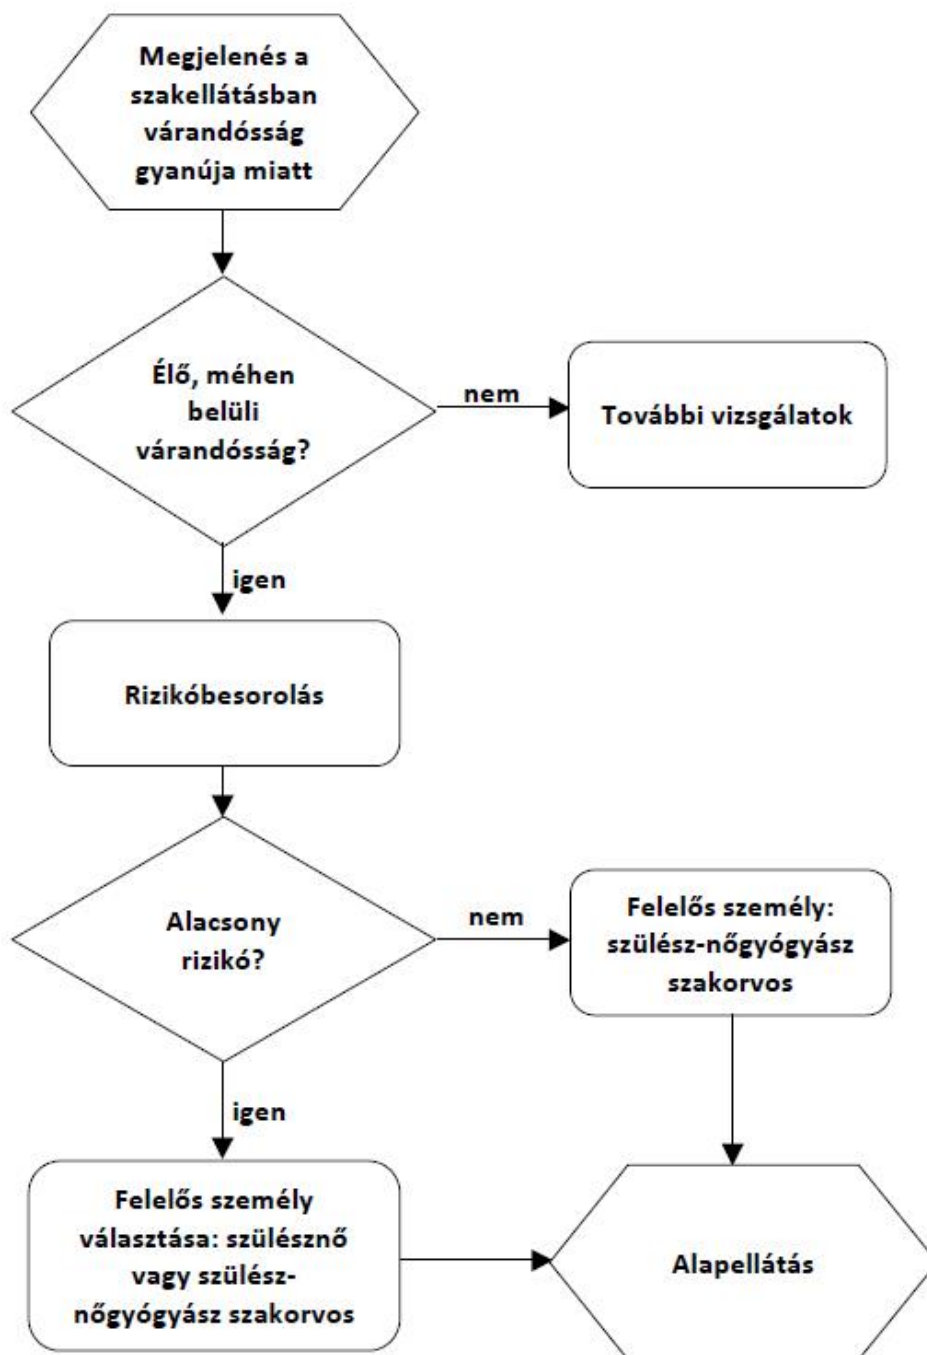 Megjelenés a
szakellátásban
várandósság
gyanúja miatt
Élő, méhen
belüli
várandósság?
nem
További vizsgálatok
igen
Rizikóbesorolás
Alacsony
rizikó?
nem
Felelős személy:
szülész-nőgyógyász
szakorvos
igen
Felelős személy
választása: szülésznő
vagy szülész-
nőgyógyász szakorvos
Alapellátás